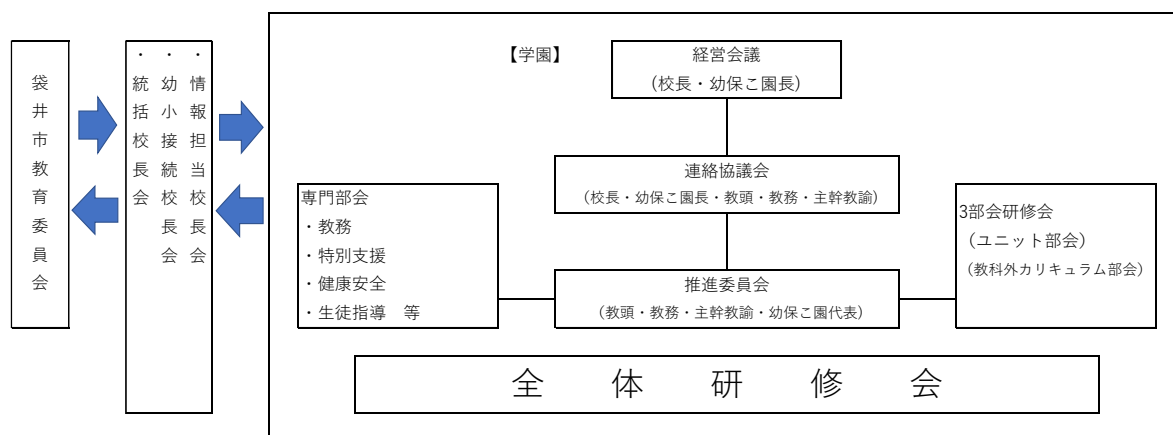 袋井市教育委員会
・情報担当校長会
・幼小接続校長会
・統括校長会
【学園】
経営会議
(校長・幼保こ園長)
連絡協議会
(校長・幼保こ園長・教頭・教務・主幹教諭)
専門部会
・教務
・特別支援
・健康安全
・生徒指導　等
推進委員会
(教頭・教務・主幹教諭・幼保こ園代表)
3部会研修会
(ユニット部会)
(教科外カリキュラム部会)
全体研修会